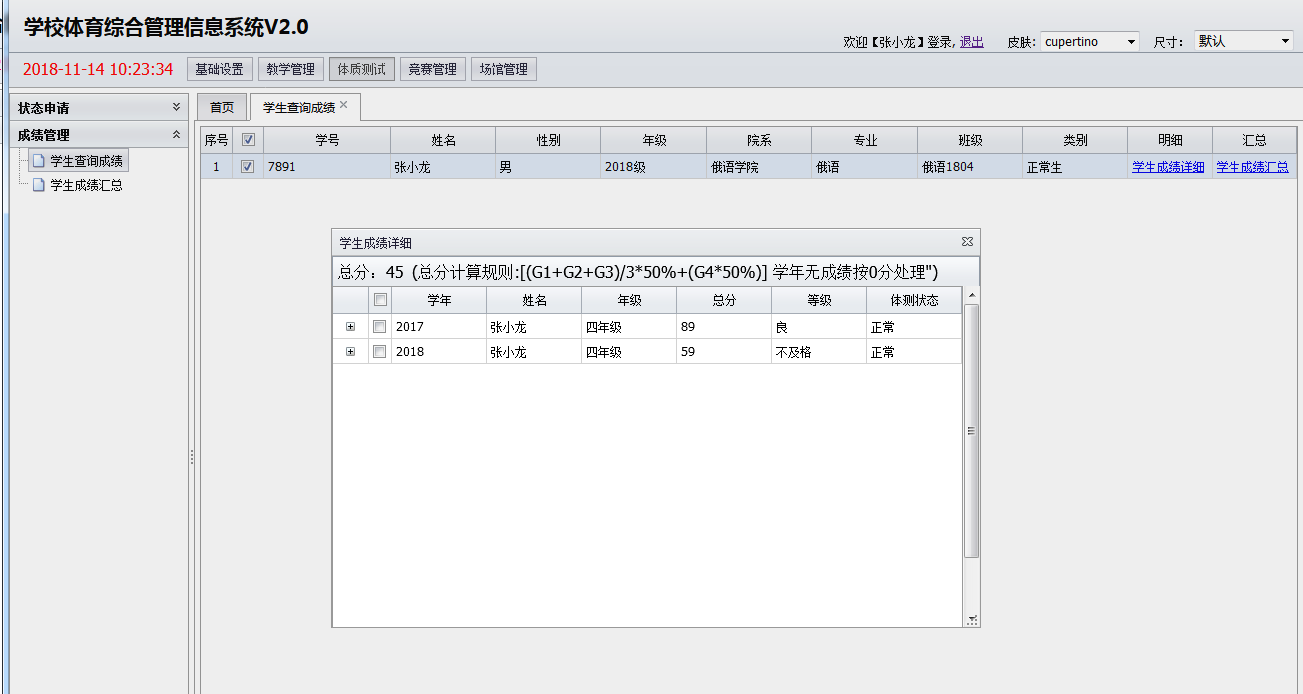 学校体育综合管理信息系统V2.0
欢迎【张小龙】登录, 退出 皮肤: cupertino 尺寸: 默认
2018-11-14 10:23:34 基础设置 教学管理 体质测试 竞赛管理 场馆管理
状态申请
成绩管理
学生查询成绩
学生成绩汇总
首页 学生查询成绩
序号 学号 姓名 性别 年级 院系 专业 班级 类别 明细 汇总
1 7891 张小龙 男 2018级 俄语学院 俄语 俄语1804 正常生 学生成绩详细 学生成绩汇总
学生成绩详细
总分: 45 (总分计算规则:[(G1+G2+G3)/3*50%+(G4*50%)] 学年无成绩按0分处理")
学年 姓名 年级 总分 等级 体测状态
2017 张小龙 四年级 89 良 正常
2018 张小龙 四年级 59 不及格 正常